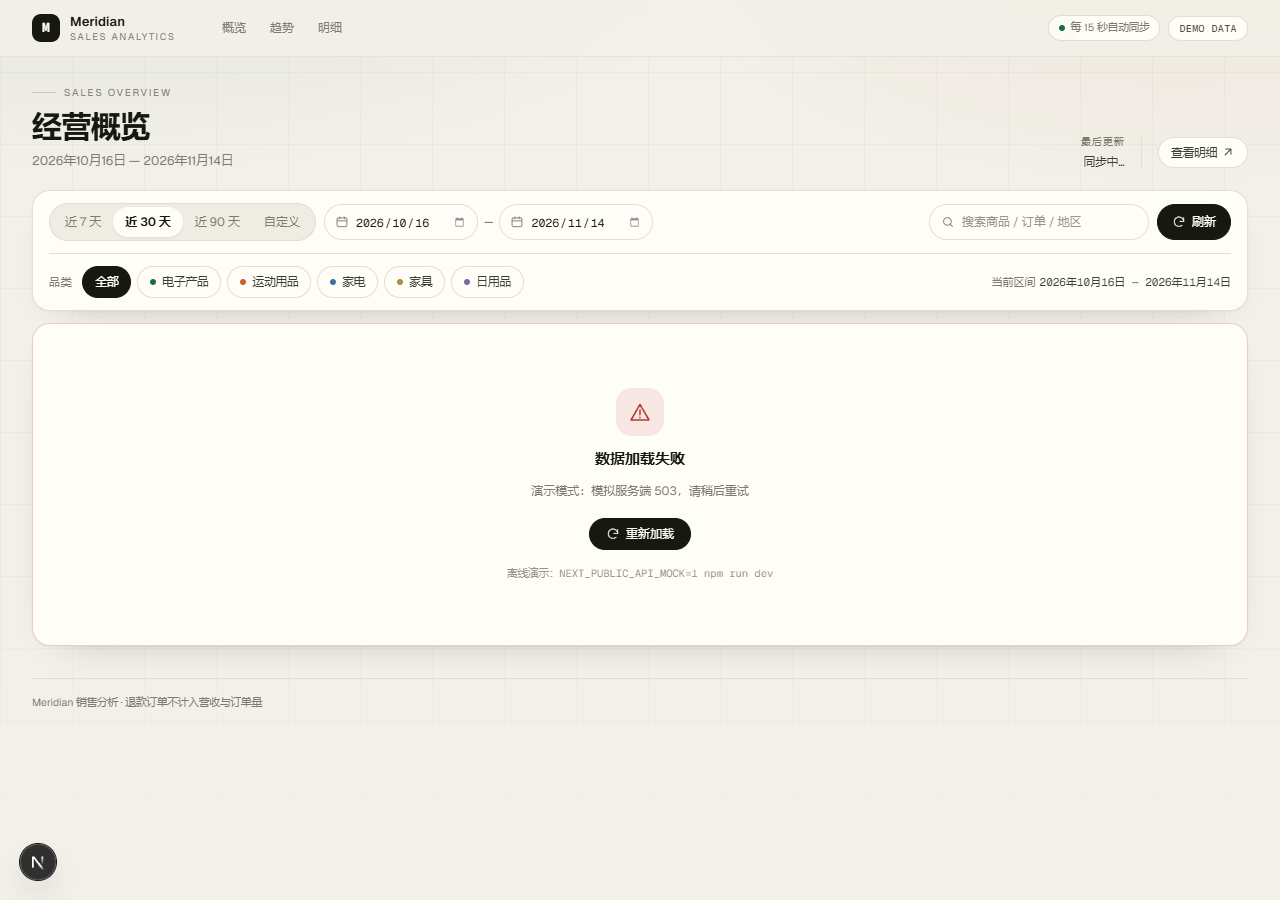 M
Meridian
SALES ANALYTICS
概览 趋势 明细
每 15 秒自动同步
DEMO DATA
SALES OVERVIEW
经营概览
2026年10月16日 — 2026年11月14日
最后更新
同步中…
查看明细
近 7 天 近 30 天 近 90 天 自定义
2026/10/16 — 2026/11/14
搜索商品 / 订单 / 地区
刷新
品类 全部 电子产品 运动用品 家电 家具 日用品
当前区间 2026年10月16日 — 2026年11月14日
数据加载失败
演示模式：模拟服务端 503，请稍后重试
重新加载
离线演示：NEXT_PUBLIC_API_MOCK=1 npm run dev
Meridian 销售分析 · 退款订单不计入营收与订单量
N